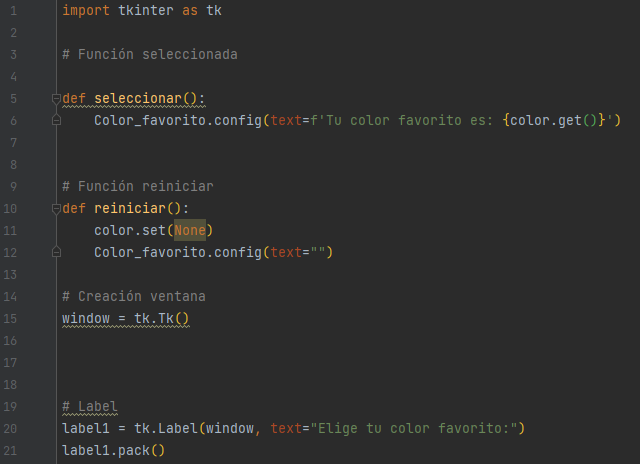 1 import tkinter as tk
2
3 # Función seleccionada
4
5 def seleccionar():
6     Color_favorito.config(text=f'Tu color favorito es: {color.get()}')
7
8
9 # Función reiniciar
10 def reiniciar():
11     color.set(None)
12     Color_favorito.config(text="")
13
14 # Creación ventana
15 window = tk.Tk()
16
17
18
19 # Label
20 label1 = tk.Label(window, text="Elige tu color favorito:")
21 label1.pack()